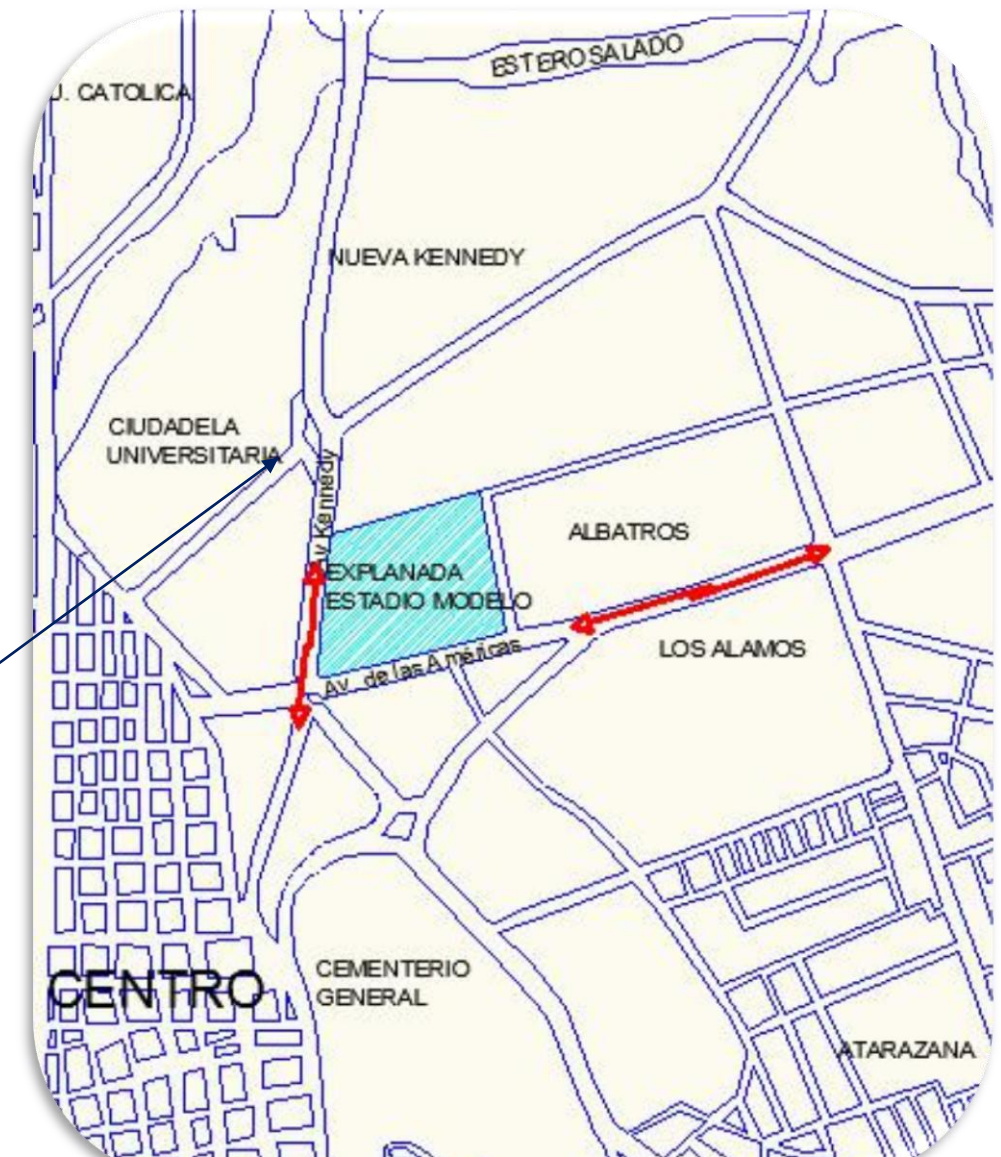 ESTERO SALADO
U. CATOLICA
NUEVA KENNEDY
CIUDADELA
UNIVERSITARIA
Av Kennedy
ALBATROS
EXPLANADA
ESTADIO MODELO
LOS ALAMOS
AV. de las Américas
CEMENTERIO
GENERAL
CENTRO
ATARAZANA